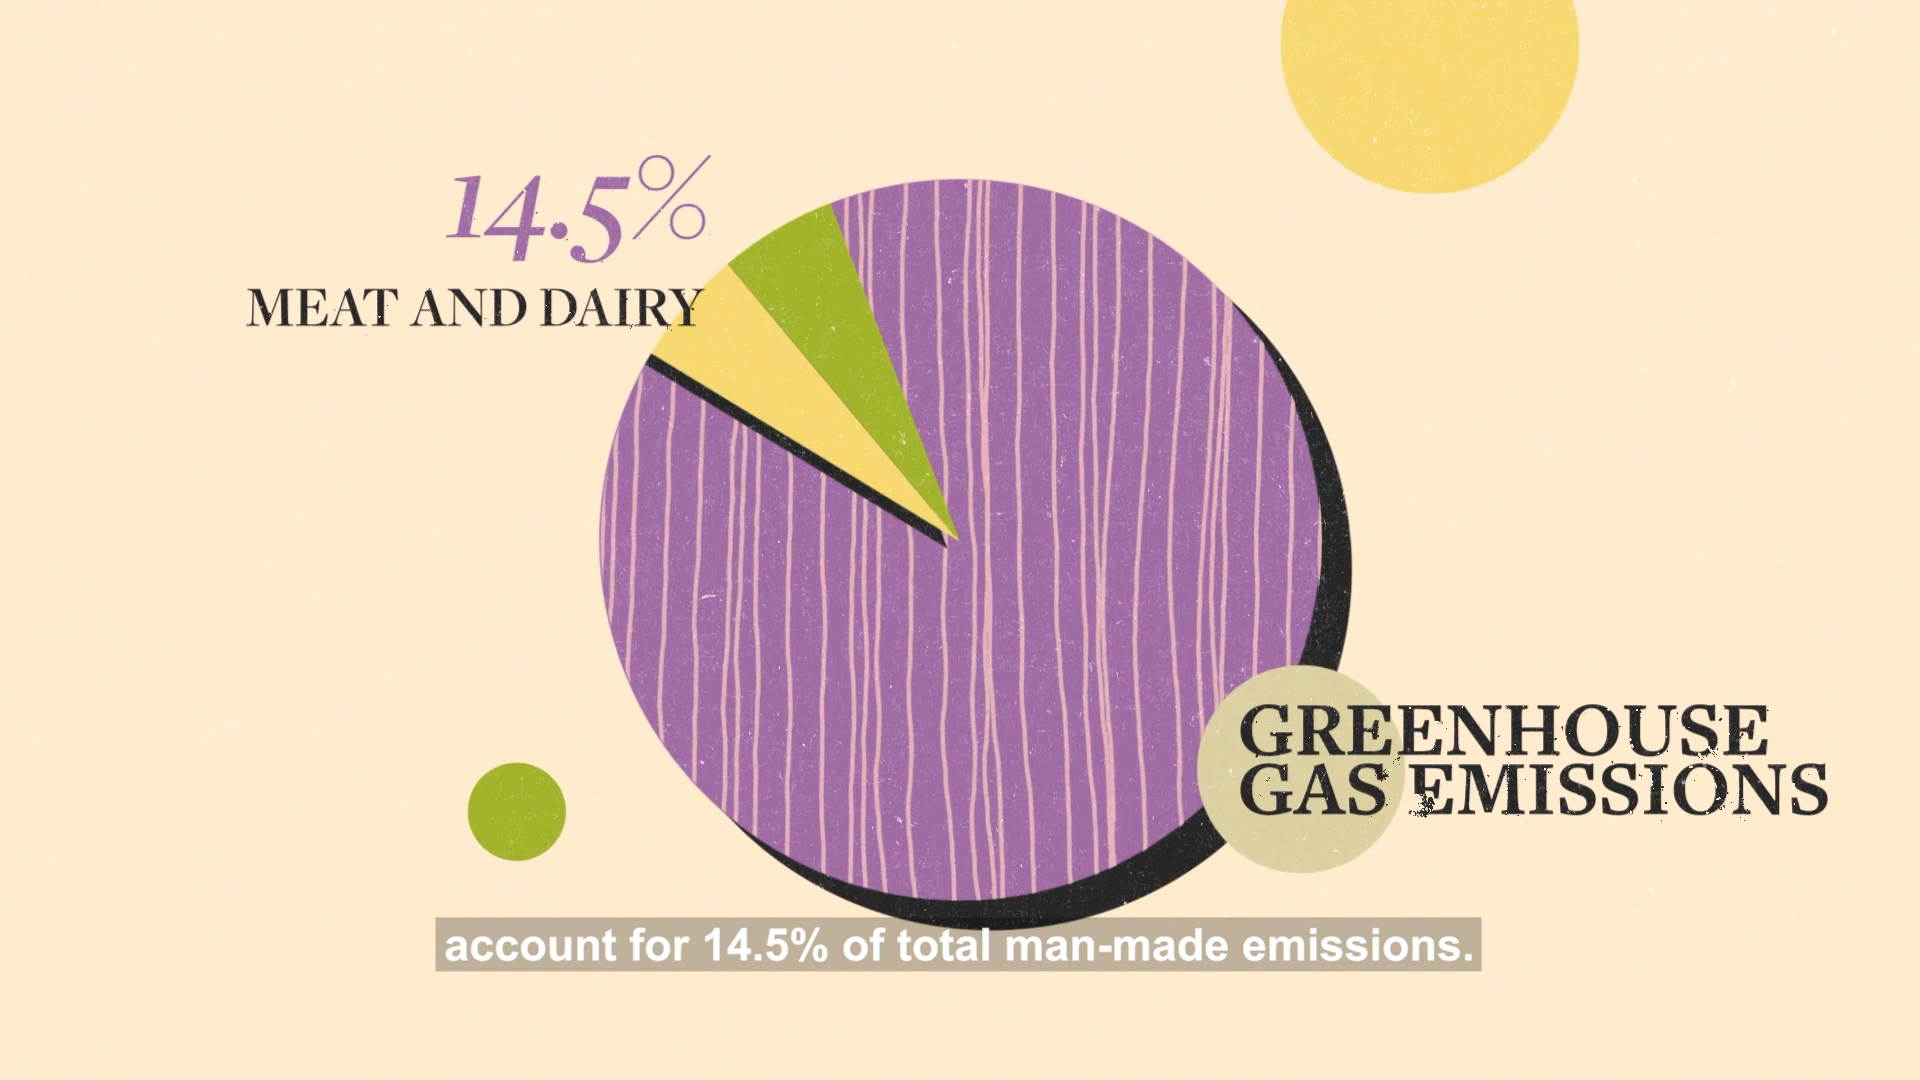 14.5%
MEAT AND DAIRY
GREENHOUSE
GAS EMISSIONS
account for 14.5% of total man-made emissions.